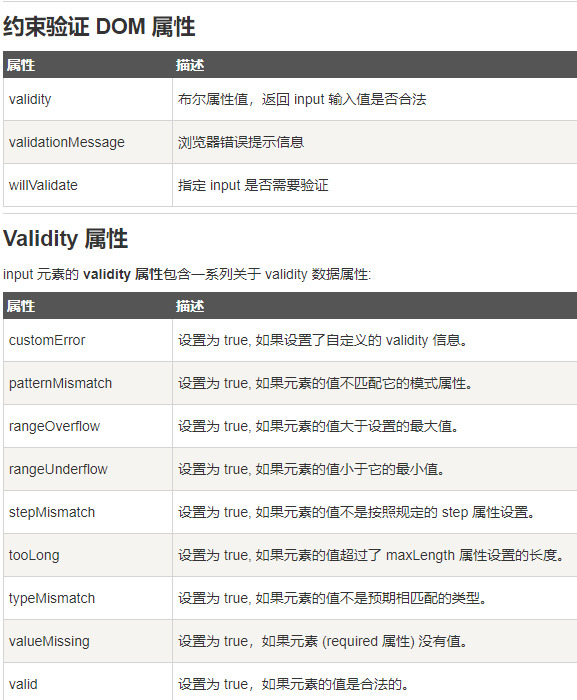 约束验证 DOM 属性
属性 描述
validity 布尔属性值，返回 input 输入值是否合法
validationMessage 浏览器错误提示信息
willValidate 指定 input 是否需要验证
Validity 属性
input 元素的 validity 属性包含一系列关于 validity 数据属性:
属性 描述
customError 设置为 true, 如果设置了自定义的 validity 信息。
patternMismatch 设置为 true, 如果元素的值不匹配它的模式属性。
rangeOverflow 设置为 true, 如果元素的值大于设置的最大值。
rangeUnderflow 设置为 true, 如果元素的值小于它的最小值。
stepMismatch 设置为 true, 如果元素的值不是按照规定的 step 属性设置。
tooLong 设置为 true, 如果元素的值超过了 maxLength 属性设置的长度。
typeMismatch 设置为 true, 如果元素的值不是预期相匹配的类型。
valueMissing 设置为 true，如果元素 (required 属性) 没有值。
valid 设置为 true，如果元素的值是合法的。